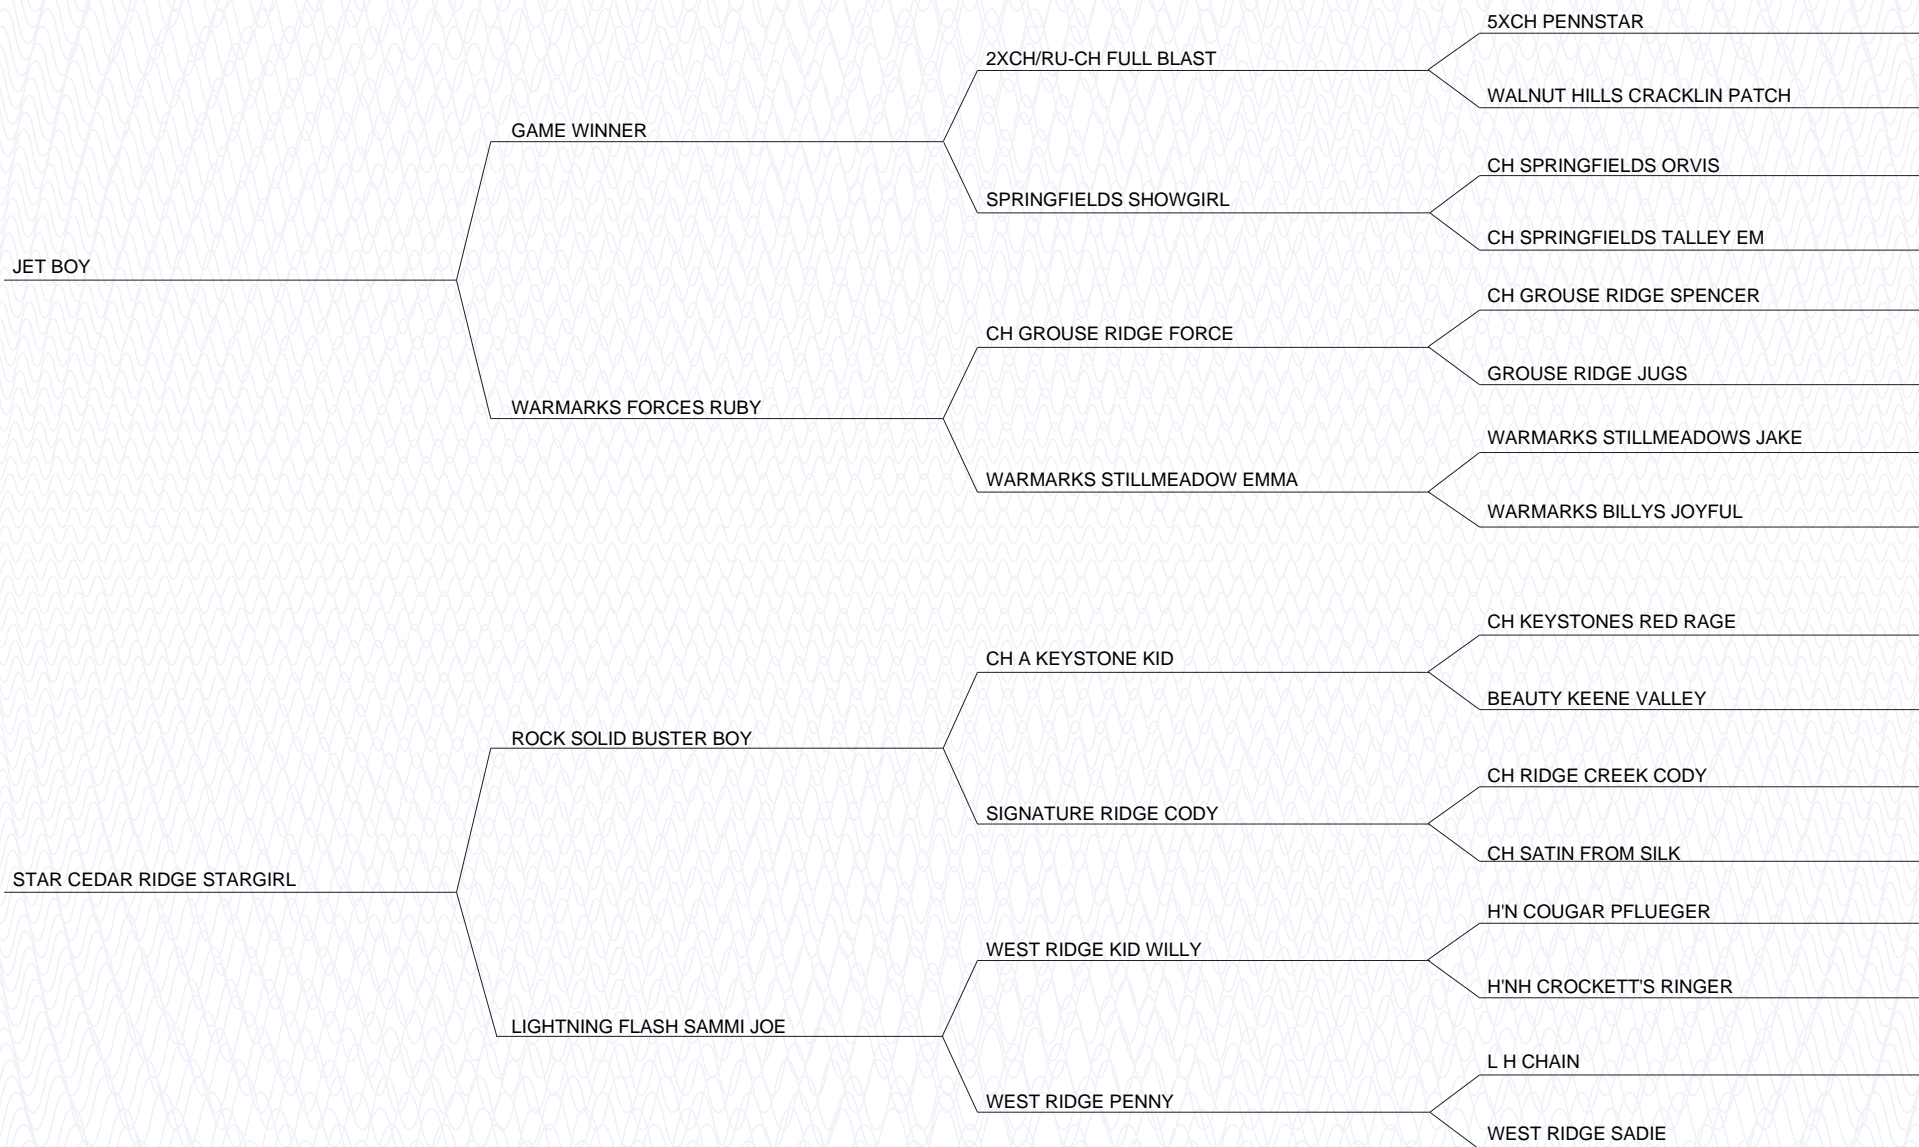 JET BOY
GAME WINNER
2XCH/RU-CH FULL BLAST
5XCH PENNSTAR
WALNUT HILLS CRACKLIN PATCH
SPRINGFIELDS SHOWGIRL
CH SPRINGFIELDS ORVIS
CH SPRINGFIELDS TALLEY EM
WARMARKS FORCES RUBY
CH GROUSE RIDGE FORCE
CH GROUSE RIDGE SPENCER
GROUSE RIDGE JUGS
WARMARKS STILLMEADOW EMMA
WARMARKS STILLMEADOWS JAKE
WARMARKS BILLYS JOYFUL
STAR CEDAR RIDGE STARGIRL
ROCK SOLID BUSTER BOY
CH A KEYSTONE KID
CH KEYSTONES RED RAGE
BEAUTY KEENE VALLEY
SIGNATURE RIDGE CODY
CH RIDGE CREEK CODY
CH SATIN FROM SILK
LIGHTNING FLASH SAMMI JOE
WEST RIDGE KID WILLY
H'N COUGAR PFLUEGER
H'NH CROCKETT'S RINGER
WEST RIDGE PENNY
L H CHAIN
WEST RIDGE SADIE